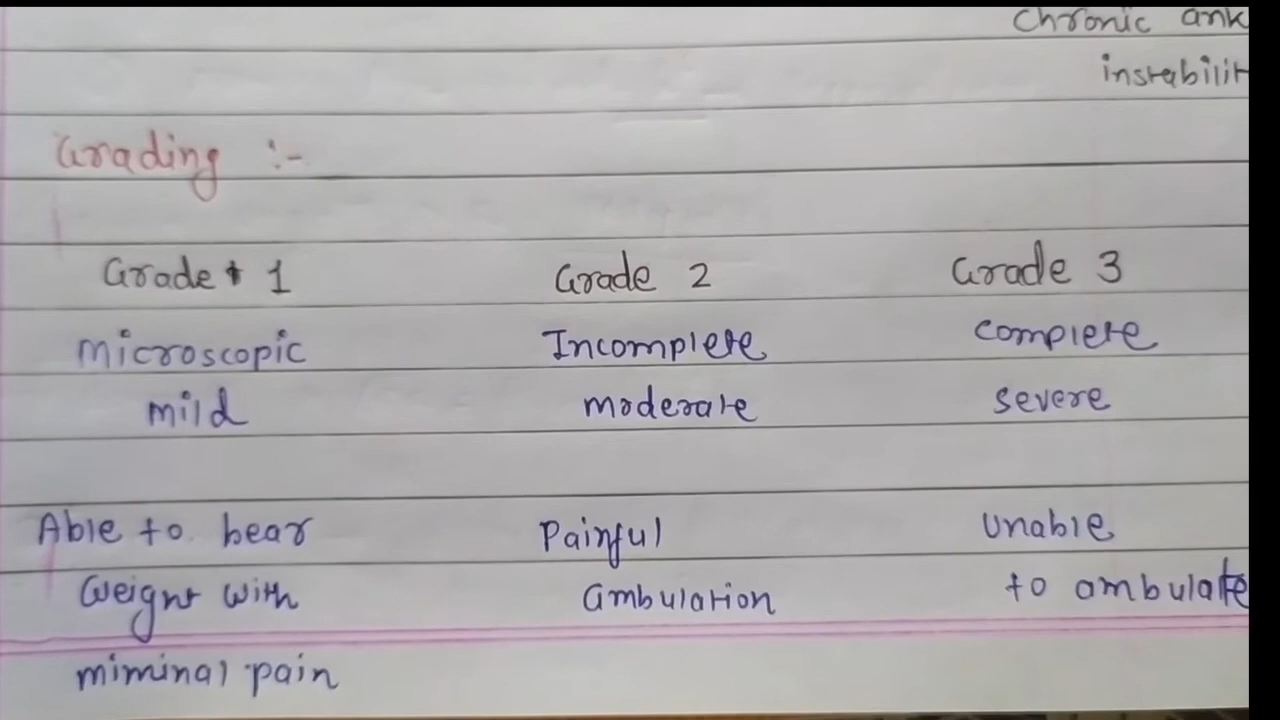 Chronic ank
instabilit
Grading :-
Grade 1 Grade 2 Grade 3
microscopic Incomplete complete
mild moderate severe
Able to bear Painful Unable
weight with ambulation to ambulate
miminal pain